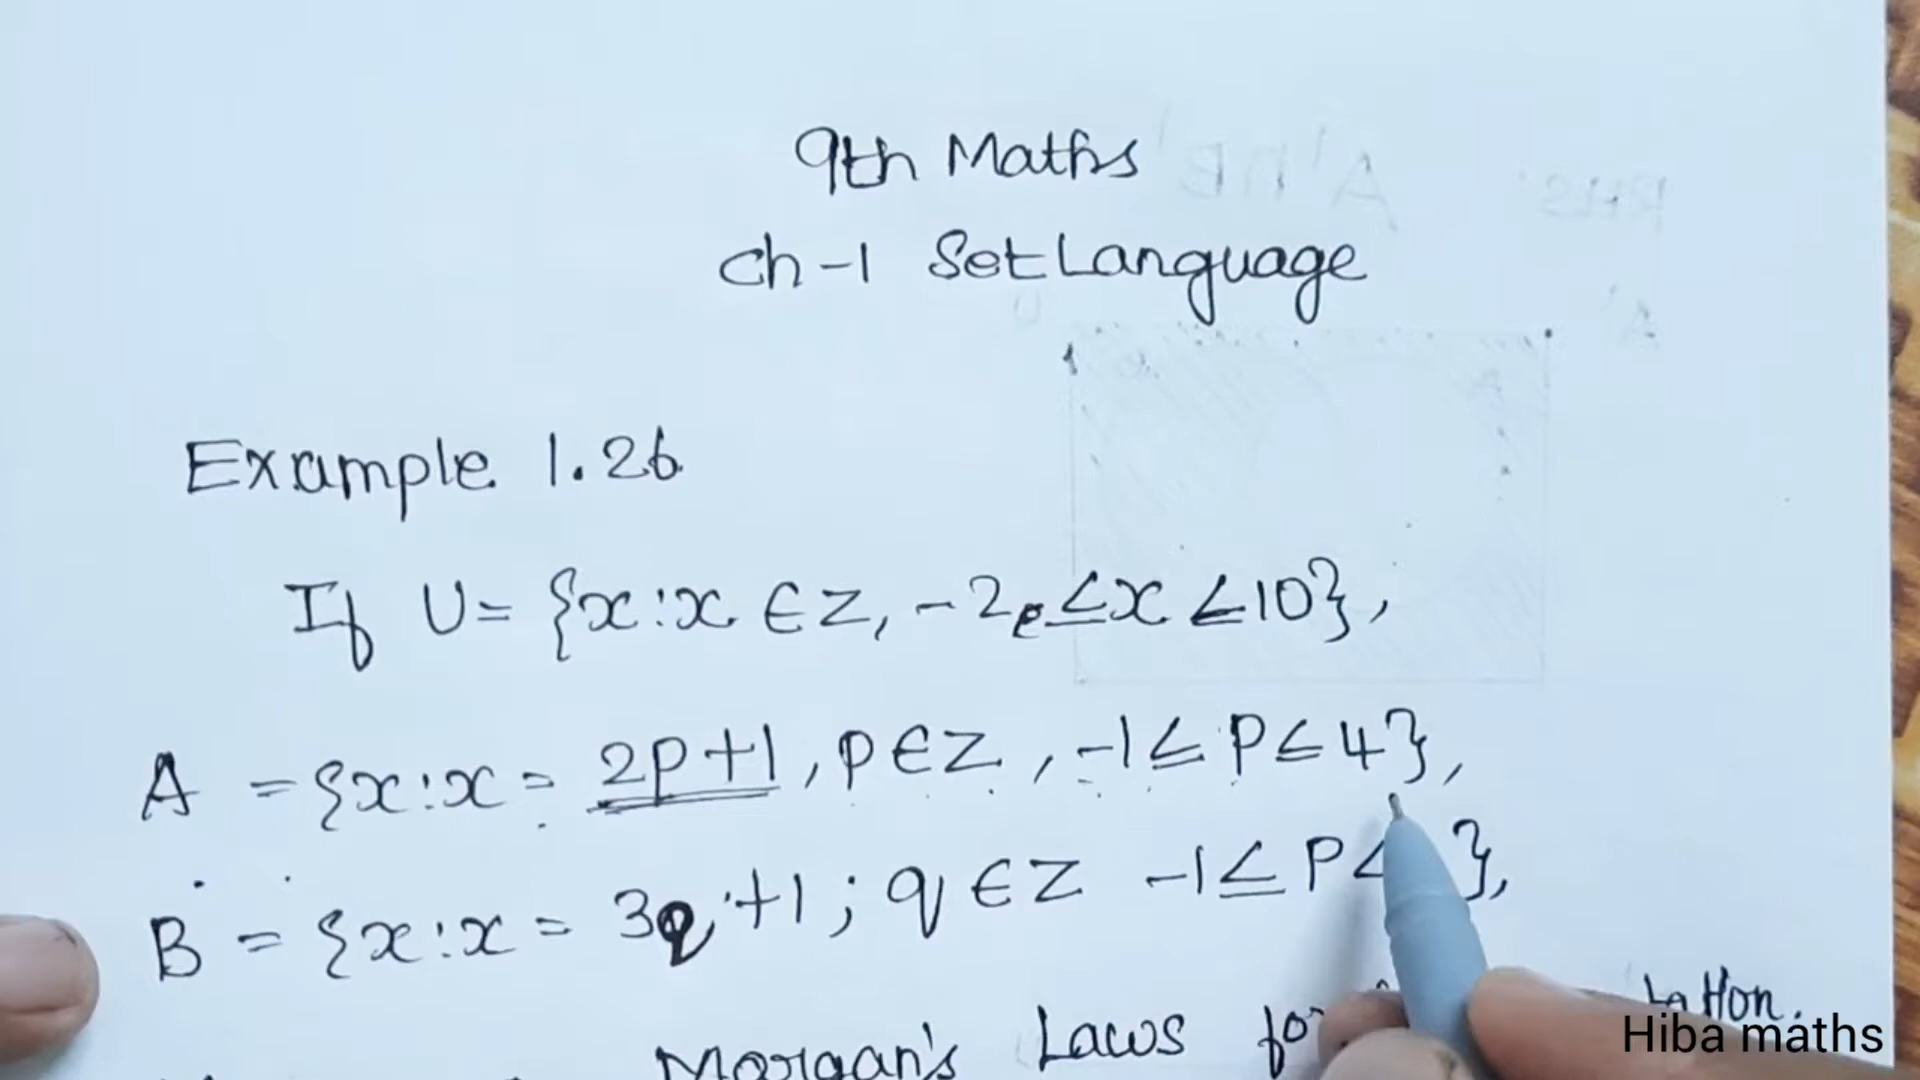 9th Maths
Ch-1 Set Language
Example 1.26
If U= {x:x ∈ Z, -2 ≤x ≤10},
A = {x:x = 2p+1, p∈Z, -1≤ P≤4},
B = {x:x = 3q+1; q∈Z -1≤ P< },
Morgan's Laws
Hiba maths